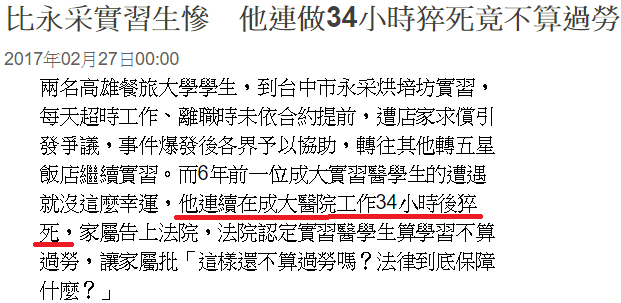 比永采實習生慘　他連做34小時猝死竟不算過勞
2017年02月27日00:00
兩名高雄餐旅大學學生，到台中市永采烘培坊實習，
每天超時工作、離職時未依合約提前，遭店家求償引
發爭議，事件爆發後各界予以協助，轉往其他轉五星
飯店繼續實習。而6年前一位成大實習醫學生的遭遇
就沒這麼幸運，他連續在成大醫院工作34小時後猝
死，家屬告上法院，法院認定實習醫學生算學習不算
過勞，讓家屬批「這樣還不算過勞嗎？法律到底保障
什麼？」